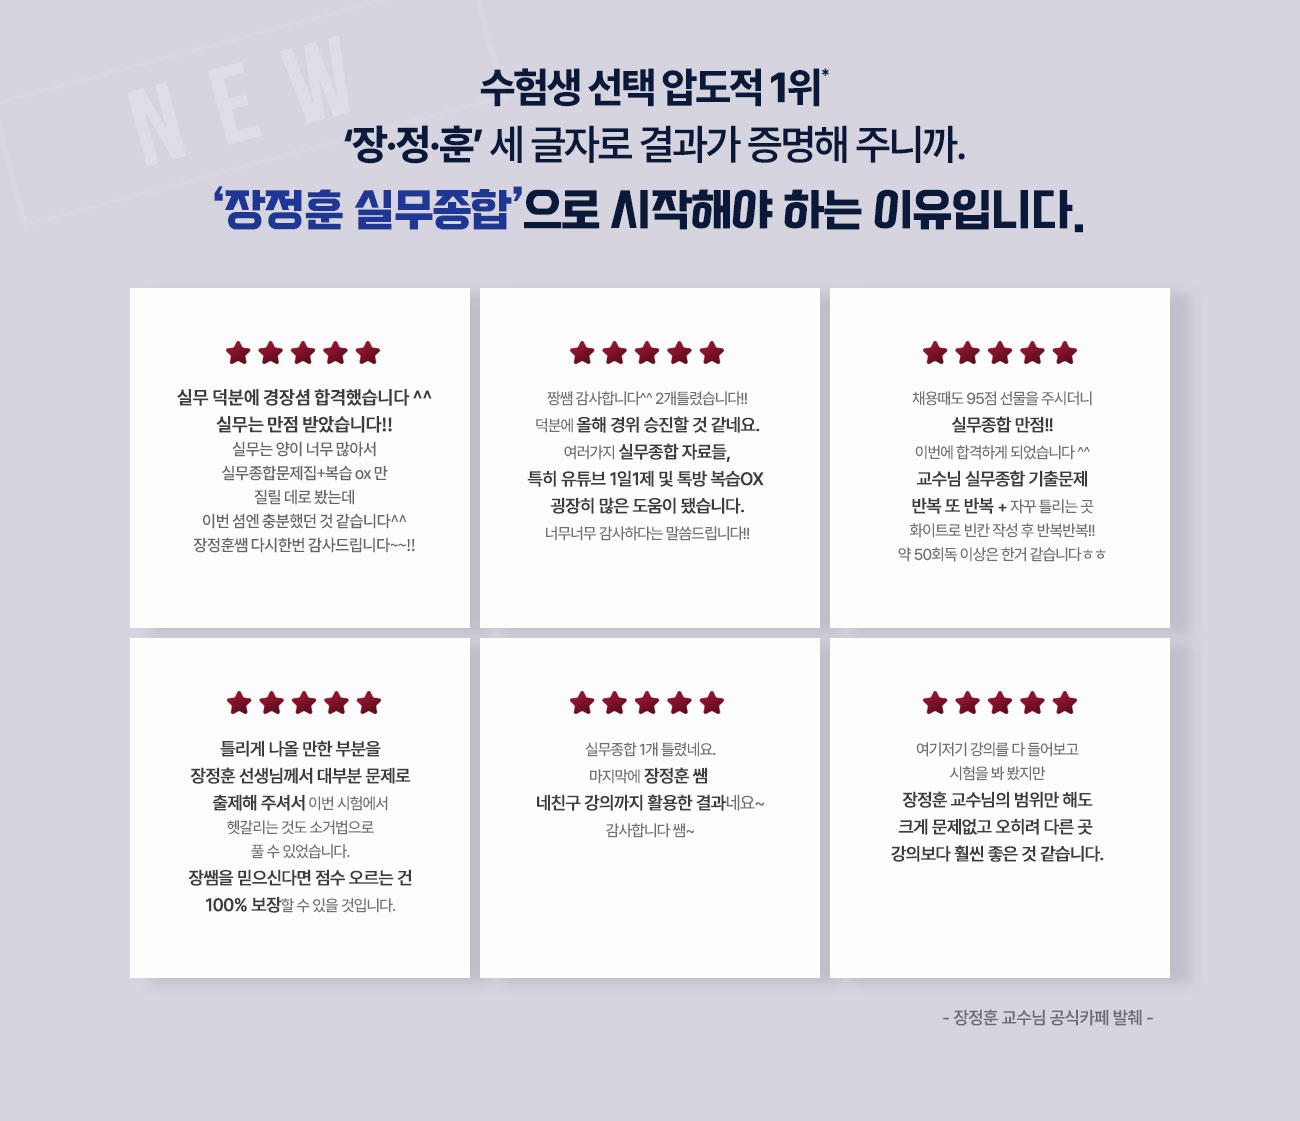 NEW
수험생 선택 압도적 1위*
‘장·정·훈’ 세 글자로 결과가 증명해 주니까.
‘장정훈 실무종합’으로 시작해야 하는 이유입니다.
실무 덕분에 경장셤 합격했습니다 ^^
실무는 만점 받았습니다!!
실무는 양이 너무 많아서
실무종합문제집+복습 ox 만
질릴 데로 봤는데
이번 셤엔 충분했던 것 같습니다^^
장정훈쌤 다시한번 감사드립니다~~!!
짱쌤 감사합니다^^ 2개틀렸습니다!!
덕분에 올해 경위 승진할 것 같네요.
여러가지 실무종합 자료들,
특히 유튜브 1일1제 및 톡방 복습OX
굉장히 많은 도움이 됐습니다.
너무너무 감사하다는 말씀드립니다!!
채용때도 95점 선물을 주시더니
실무종합 만점!!
이번에 합격하게 되었습니다 ^^
교수님 실무종합 기출문제
반복 또 반복 + 자꾸 틀리는 곳
화이트로 빈칸 작성 후 반복반복!!
약 50회독 이상은 한거 같습니다ㅎㅎ
틀리게 나올 만한 부분을
장정훈 선생님께서 대부분 문제로
출제해 주셔서 이번 시험에서
헷갈리는 것도 소거법으로
풀 수 있었습니다.
장쌤을 믿으신다면 점수 오르는 건
100% 보장할 수 있을 것입니다.
실무종합 1개 틀렸네요.
마지막에 장정훈 쌤
네친구 강의까지 활용한 결과네요~
감사합니다 쌤~
여기저기 강의를 다 들어보고
시험을 봐 봤지만
장정훈 교수님의 범위만 해도
크게 문제없고 오히려 다른 곳
강의보다 훨씬 좋은 것 같습니다.
- 장정훈 교수님 공식카페 발췌 -